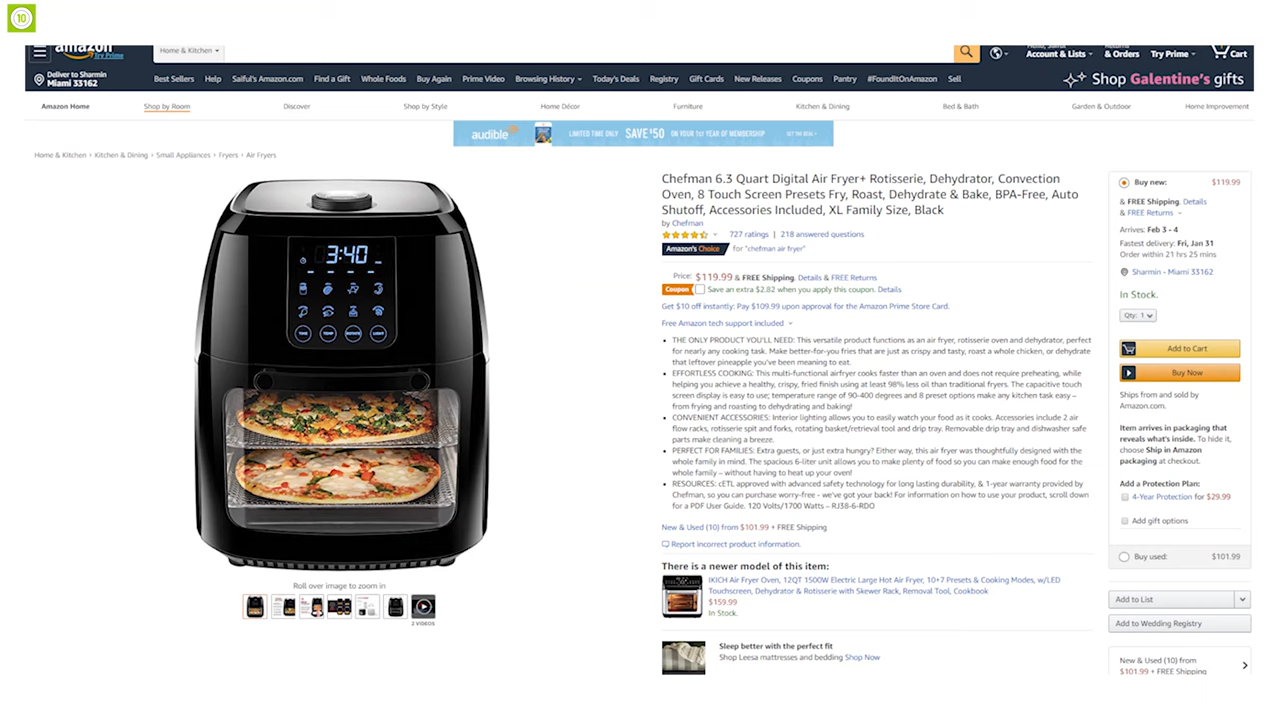 10
amazon
Try Prime
Home & Kitchen
Hello, Saiful
Account & Lists
Returns
& Orders
Try Prime
Cart
Deliver to Sharmin
Miami 33162
Best Sellers Help Saiful's Amazon.com Find a Gift Whole Foods Buy Again Prime Video Browsing History Today's Deals Registry Gift Cards New Releases Coupons Pantry #FoundItOnAmazon Sell
Shop Galentine's gifts
Amazon Home Shop by Room Discover Shop by Style Home Décor Furniture Kitchen & Dining Bed & Bath Garden & Outdoor Home Improvement
audible LIMITED TIME ONLY SAVE $50 ON YOUR 1ST YEAR OF MEMBERSHIP GET THE DEAL ›
Home & Kitchen › Kitchen & Dining › Small Appliances › Fryers › Air Fryers
3:40
TIME TEMP ROTATE LIGHT
Roll over image to zoom in
2 VIDEOS
Chefman 6.3 Quart Digital Air Fryer+ Rotisserie, Dehydrator, Convection
Oven, 8 Touch Screen Presets Fry, Roast, Dehydrate & Bake, BPA-Free, Auto
Shutoff, Accessories Included, XL Family Size, Black
by Chefman
727 ratings | 218 answered questions
Amazon's Choice for "chefman air fryer"
Price: $119.99 & FREE Shipping. Details & FREE Returns
Coupon Save an extra $2.82 when you apply this coupon. Details
Get $10 off instantly: Pay $109.99 upon approval for the Amazon Prime Store Card.
Free Amazon tech support included
• THE ONLY PRODUCT YOU'LL NEED: This versatile product functions as an air fryer, rotisserie oven and dehydrator, perfect
for nearly any cooking task. Make better-for-you fries that are just as crispy and tasty, roast a whole chicken, or dehydrate
that leftover pineapple you've been meaning to eat.
• EFFORTLESS COOKING: This multi-functional airfryer cooks faster than an oven and does not require preheating, while
helping you achieve a healthy, crispy, fried finish using at least 98% less oil than traditional fryers. The capacitive touch
screen display is easy to use; temperature range of 90-400 degrees and 8 preset options make any kitchen task easy –
from frying and roasting to dehydrating and baking!
• CONVENIENT ACCESSORIES: Interior lighting allows you to easily watch your food as it cooks. Accessories include 2 air
flow racks, rotisserie spit and forks, rotating basket/retrieval tool and drip tray. Removable drip tray and dishwasher safe
parts make cleaning a breeze.
• PERFECT FOR FAMILIES: Extra guests, or just extra hungry? Either way, this air fryer was thoughtfully designed with the
whole family in mind. The spacious 6-liter unit allows you to make plenty of food so you can make enough food for the
whole family – without having to heat up your oven!
• RESOURCES: cETL approved with advanced safety technology for long lasting durability, & 1-year warranty provided by
Chefman, so you can purchase worry-free - we've got your back! For information on how to use your product, scroll down
for a PDF User Guide. 120 Volts/1700 Watts – RJ38-6-RDO
New & Used (10) from $101.99 + FREE Shipping
Report incorrect product information.
There is a newer model of this item:
IKICH Air Fryer Oven, 12QT 1500W Electric Large Hot Air Fryer, 10+7 Presets & Cooking Modes, w/LED
Touchscreen, Dehydrator & Rotisserie with Skewer Rack, Removal Tool, Cookbook
$159.99
In Stock.
Sleep better with the perfect fit
Shop Leesa mattresses and bedding Shop Now
Buy new: $119.99
& FREE Shipping. Details
& FREE Returns
Arrives: Feb 3 - 4
Fastest delivery: Fri, Jan 31
Order within 21 hrs 25 mins
Sharmin - Miami 33162
In Stock.
Qty: 1
Add to Cart
Buy Now
Ships from and sold by
Amazon.com.
Item arrives in packaging that
reveals what's inside. To hide it,
choose Ship in Amazon
packaging at checkout.
Add a Protection Plan:
4-Year Protection for $29.99
Add gift options
Buy used: $101.99
Add to List
Add to Wedding Registry
New & Used (10) from
$101.99 + FREE Shipping